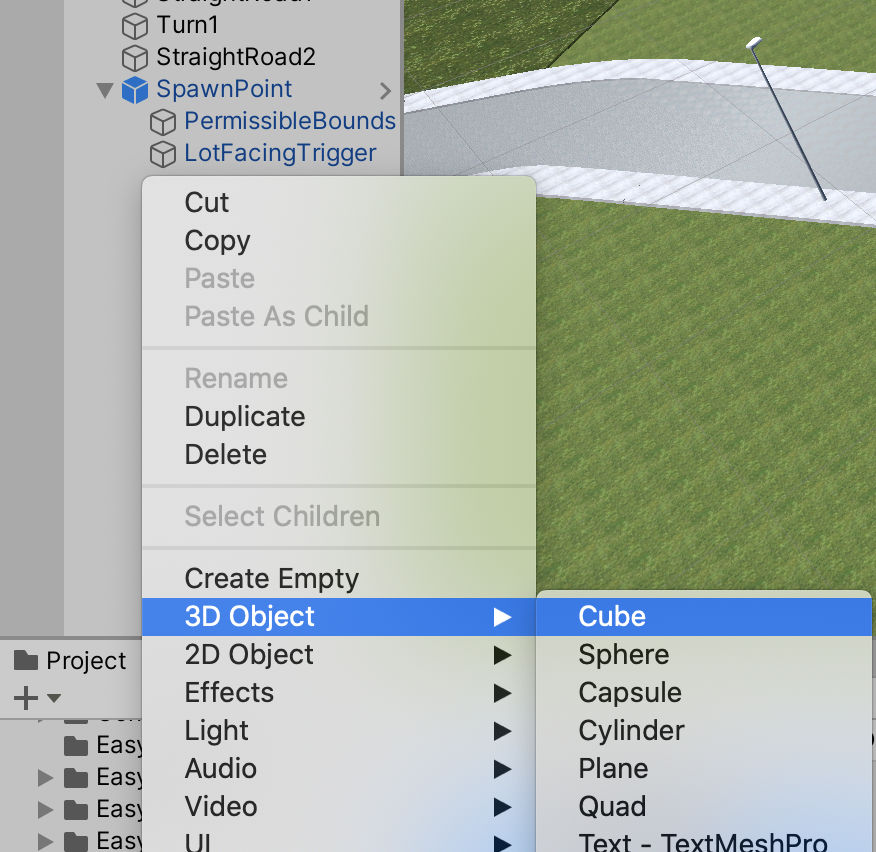 StraightRoad1
Turn1
StraightRoad2
SpawnPoint
PermissibleBounds
LotFacingTrigger
Cut
Copy
Paste
Paste As Child
Rename
Duplicate
Delete
Select Children
Create Empty
3D Object
Cube
2D Object
Sphere
Effects
Capsule
Light
Cylinder
Audio
Plane
Video
Quad
UI
Text - TextMeshPro
Project
Easy
Easy
Easy
Easy